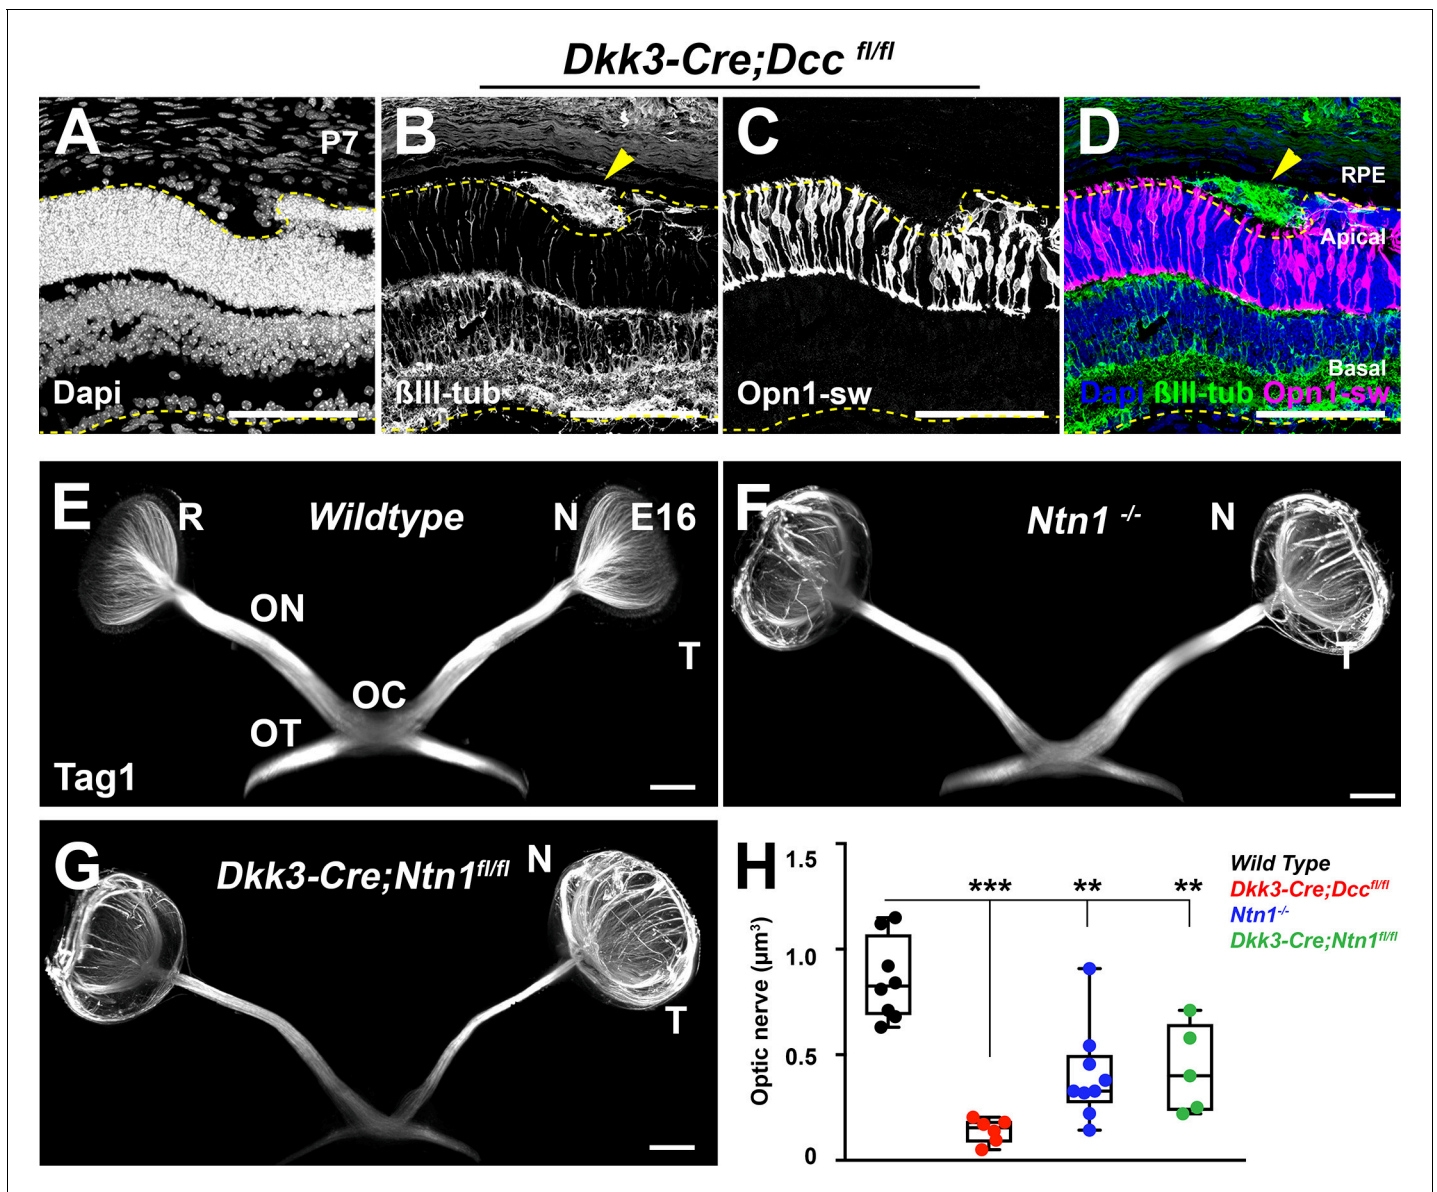 Dkk3-Cre;Dcc fl/fl
A
P7
Dapi
B
ßIII-tub
C
Opn1-sw
D
RPE
Apical
Basal
Dapi ßIII-tub Opn1-sw
E
R
Wildtype
N
E16
ON
T
OC
OT
Tag1
F
Ntn1 -/-
N
T
G
Dkk3-Cre;Ntn1fl/fl
N
T
H
Optic nerve (µm3)
1.5
1.0
0.5
0
***
**
**
Wild Type
Dkk3-Cre;Dccfl/fl
Ntn1-/-
Dkk3-Cre;Ntn1fl/fl